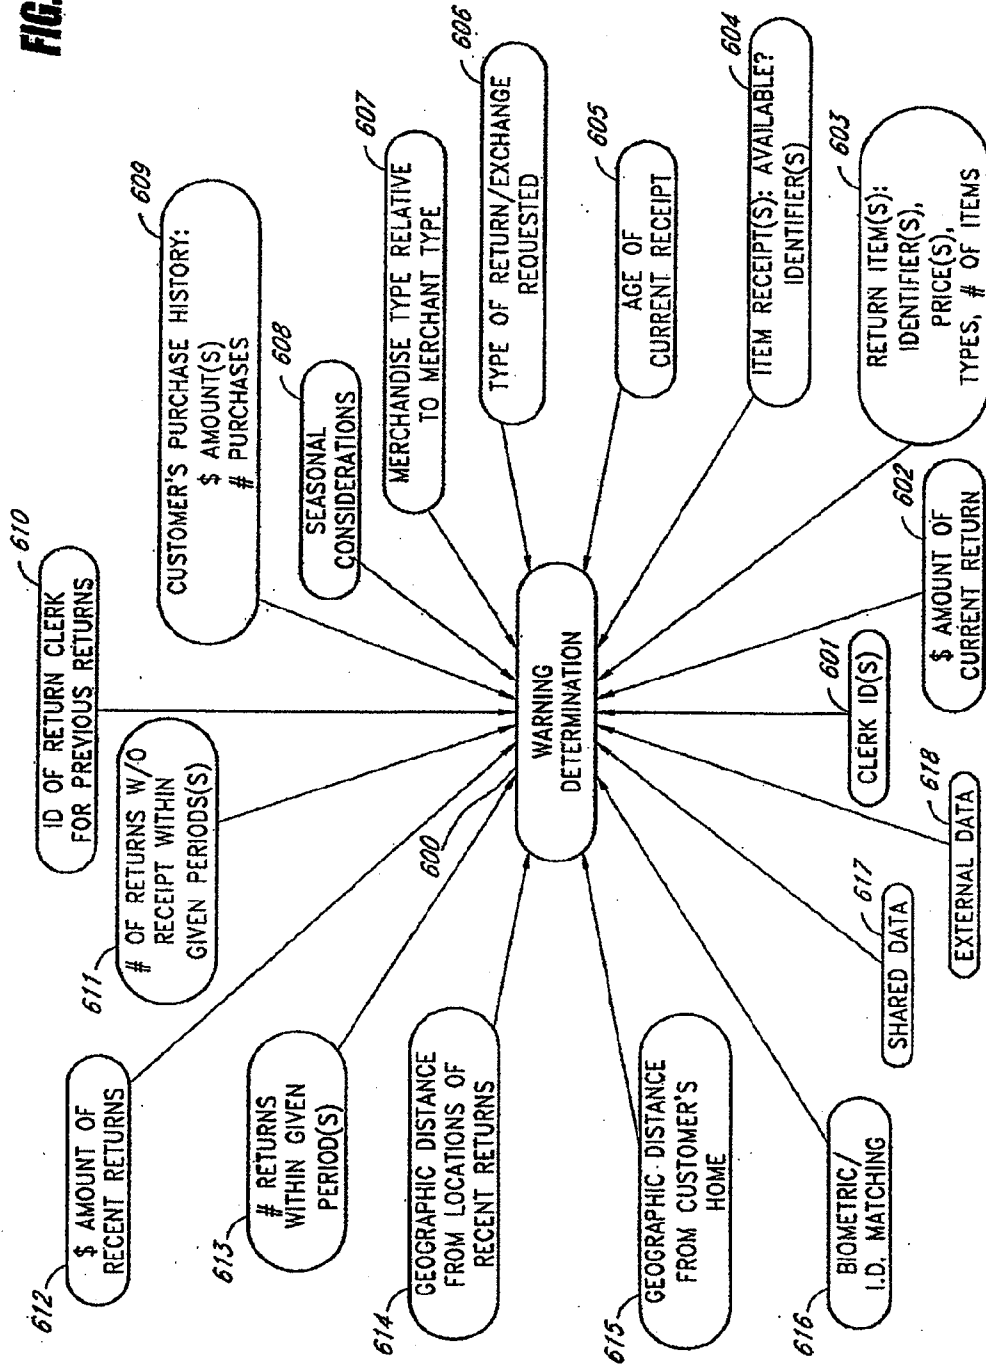 FIG.
610
ID OF RETURN CLERK
FOR PREVIOUS RETURNS
609
CUSTOMER'S PURCHASE HISTORY:
$ AMOUNT(S)
# PURCHASES
608
SEASONAL
CONSIDERATIONS
607
MERCHANDISE TYPE RELATIVE
TO MERCHANT TYPE
606
TYPE OF RETURN/EXCHANGE
REQUESTED
605
AGE OF
CURRENT RECEIPT
604
ITEM RECEIPT(S): AVAILABLE?
IDENTIFIER(S)
603
RETURN ITEM(S):
IDENTIFIER(S),
PRICE(S),
TYPES, # OF ITEMS
602
$ AMOUNT OF
CURRENT RETURN
601
CLERK ID(S)
618
EXTERNAL DATA
617
SHARED DATA
616
BIOMETRIC/
I.D. MATCHING
615
GEOGRAPHIC DISTANCE
FROM CUSTOMER'S
HOME
614
GEOGRAPHIC DISTANCE
FROM LOCATIONS OF
RECENT RETURNS
613
# RETURNS
WITHIN GIVEN
PERIOD(S)
612
$ AMOUNT OF
RECENT RETURNS
611
# OF RETURNS W/O
RECEIPT WITHIN
GIVEN PERIODS(S)
600
WARNING
DETERMINATION